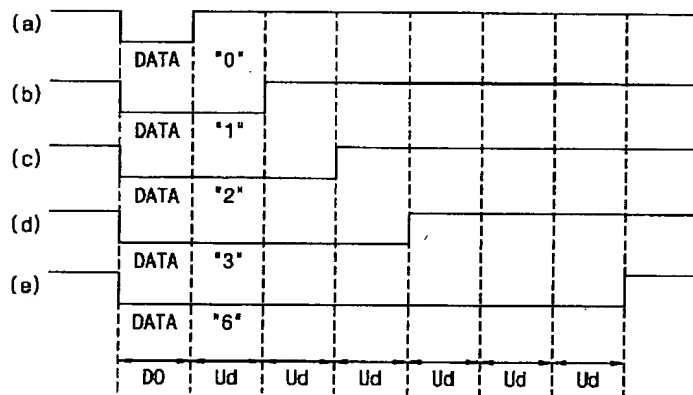 (a)
DATA "0"
(b)
DATA "1"
(c)
DATA "2"
(d)
DATA "3"
(e)
DATA "6"
D0 Ud Ud Ud Ud Ud Ud